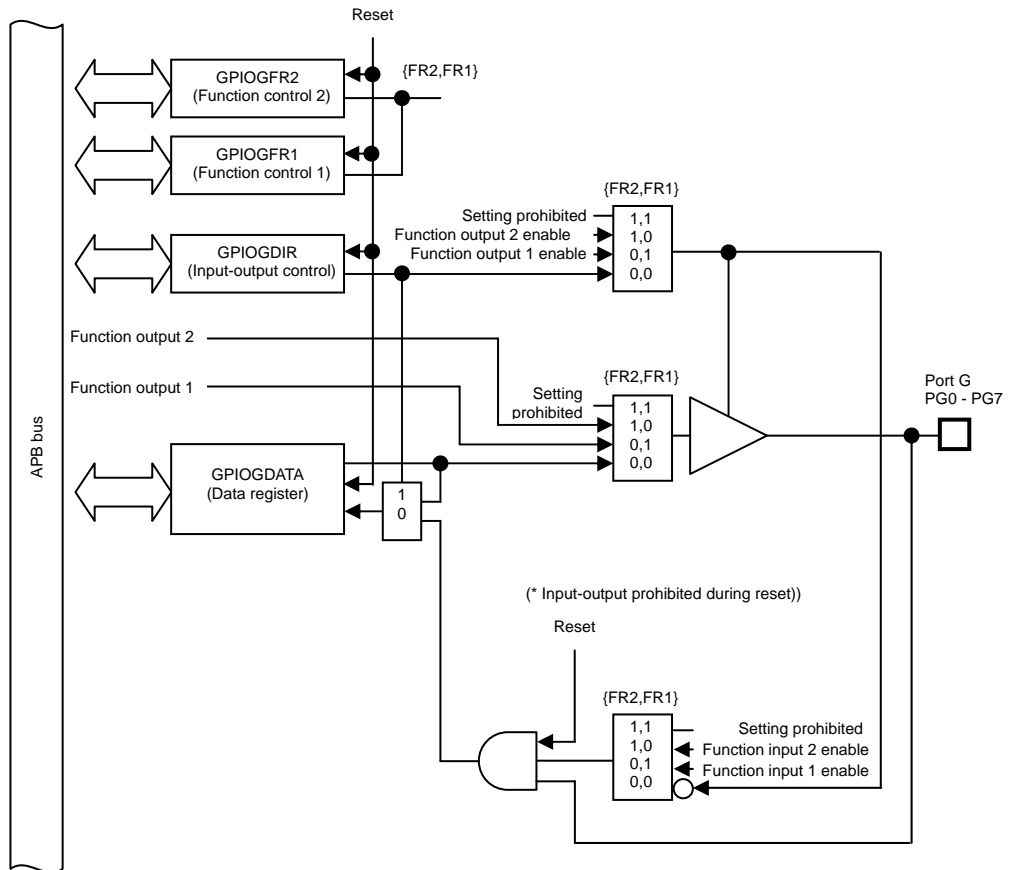 Reset
GPIOGFR2
(Function control 2)
{FR2,FR1}
GPIOGFR1
(Function control 1)
{FR2,FR1}
Setting prohibited
Function output 2 enable
Function output 1 enable
1,1
1,0
0,1
0,0
GPIOGDIR
(Input-output control)
Function output 2
Function output 1
{FR2,FR1}
Setting
prohibited
1,1
1,0
0,1
0,0
Port G
PG0 - PG7
APB bus
GPIOGDATA
(Data register)
1
0
(* Input-output prohibited during reset))
Reset
{FR2,FR1}
1,1
1,0
0,1
0,0
Setting prohibited
Function input 2 enable
Function input 1 enable